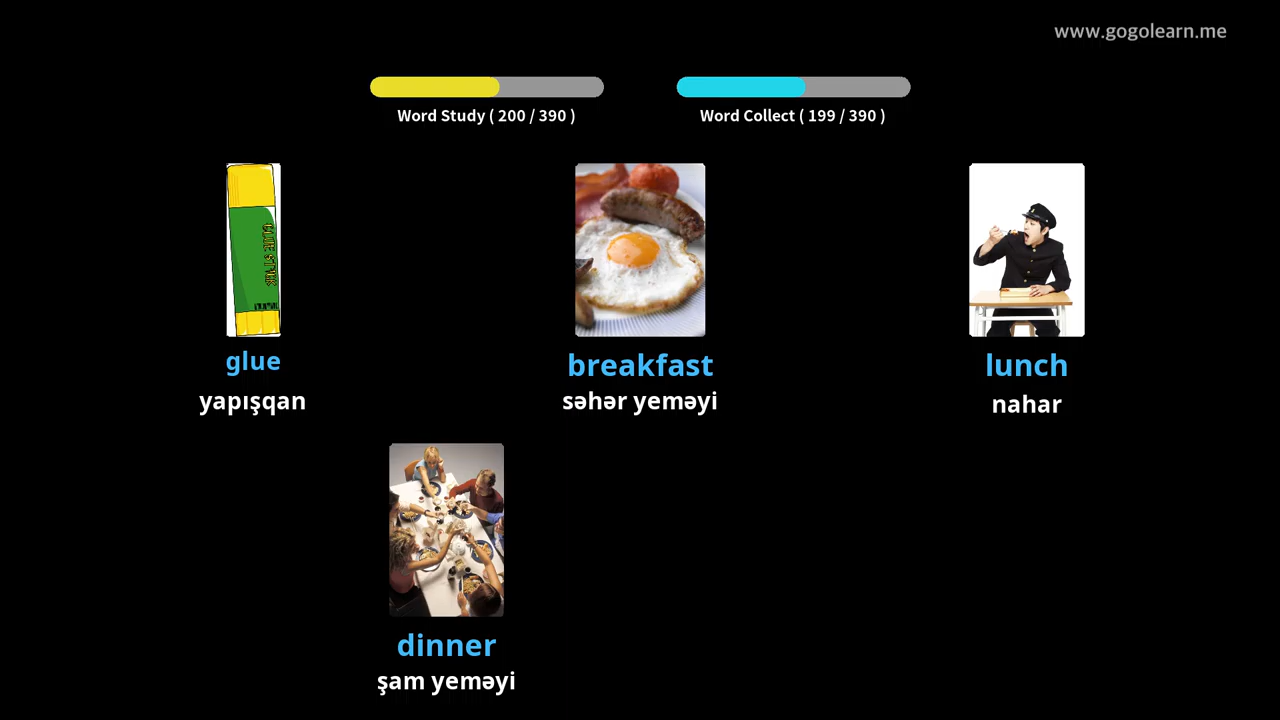 www.gogolearn.me
Word Study ( 200 / 390 )
Word Collect ( 199 / 390 )
glue
yapışqan
breakfast
səhər yeməyi
lunch
nahar
dinner
şam yeməyi